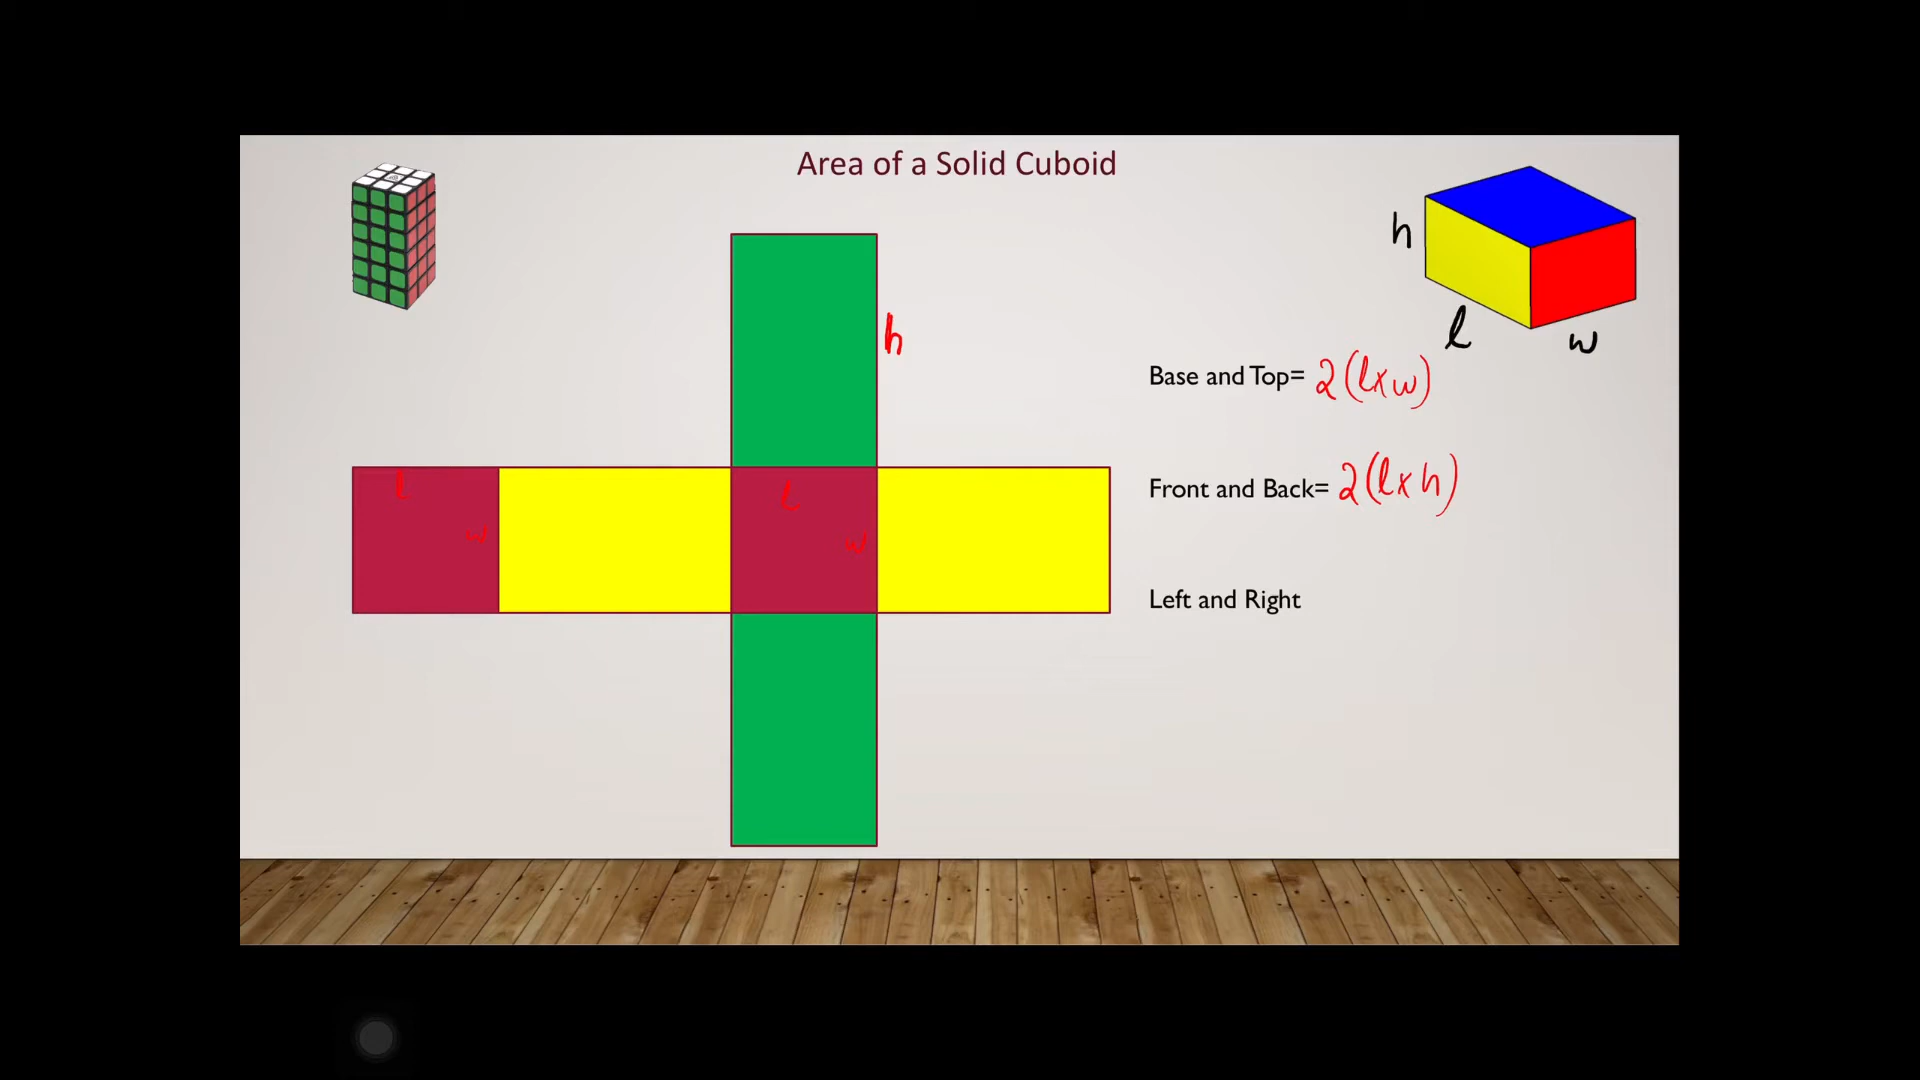 Area of a Solid Cuboid
h
l
w
h
Base and Top= 2(l×w)
l
w
l
w
Front and Back= 2(l×h)
Left and Right